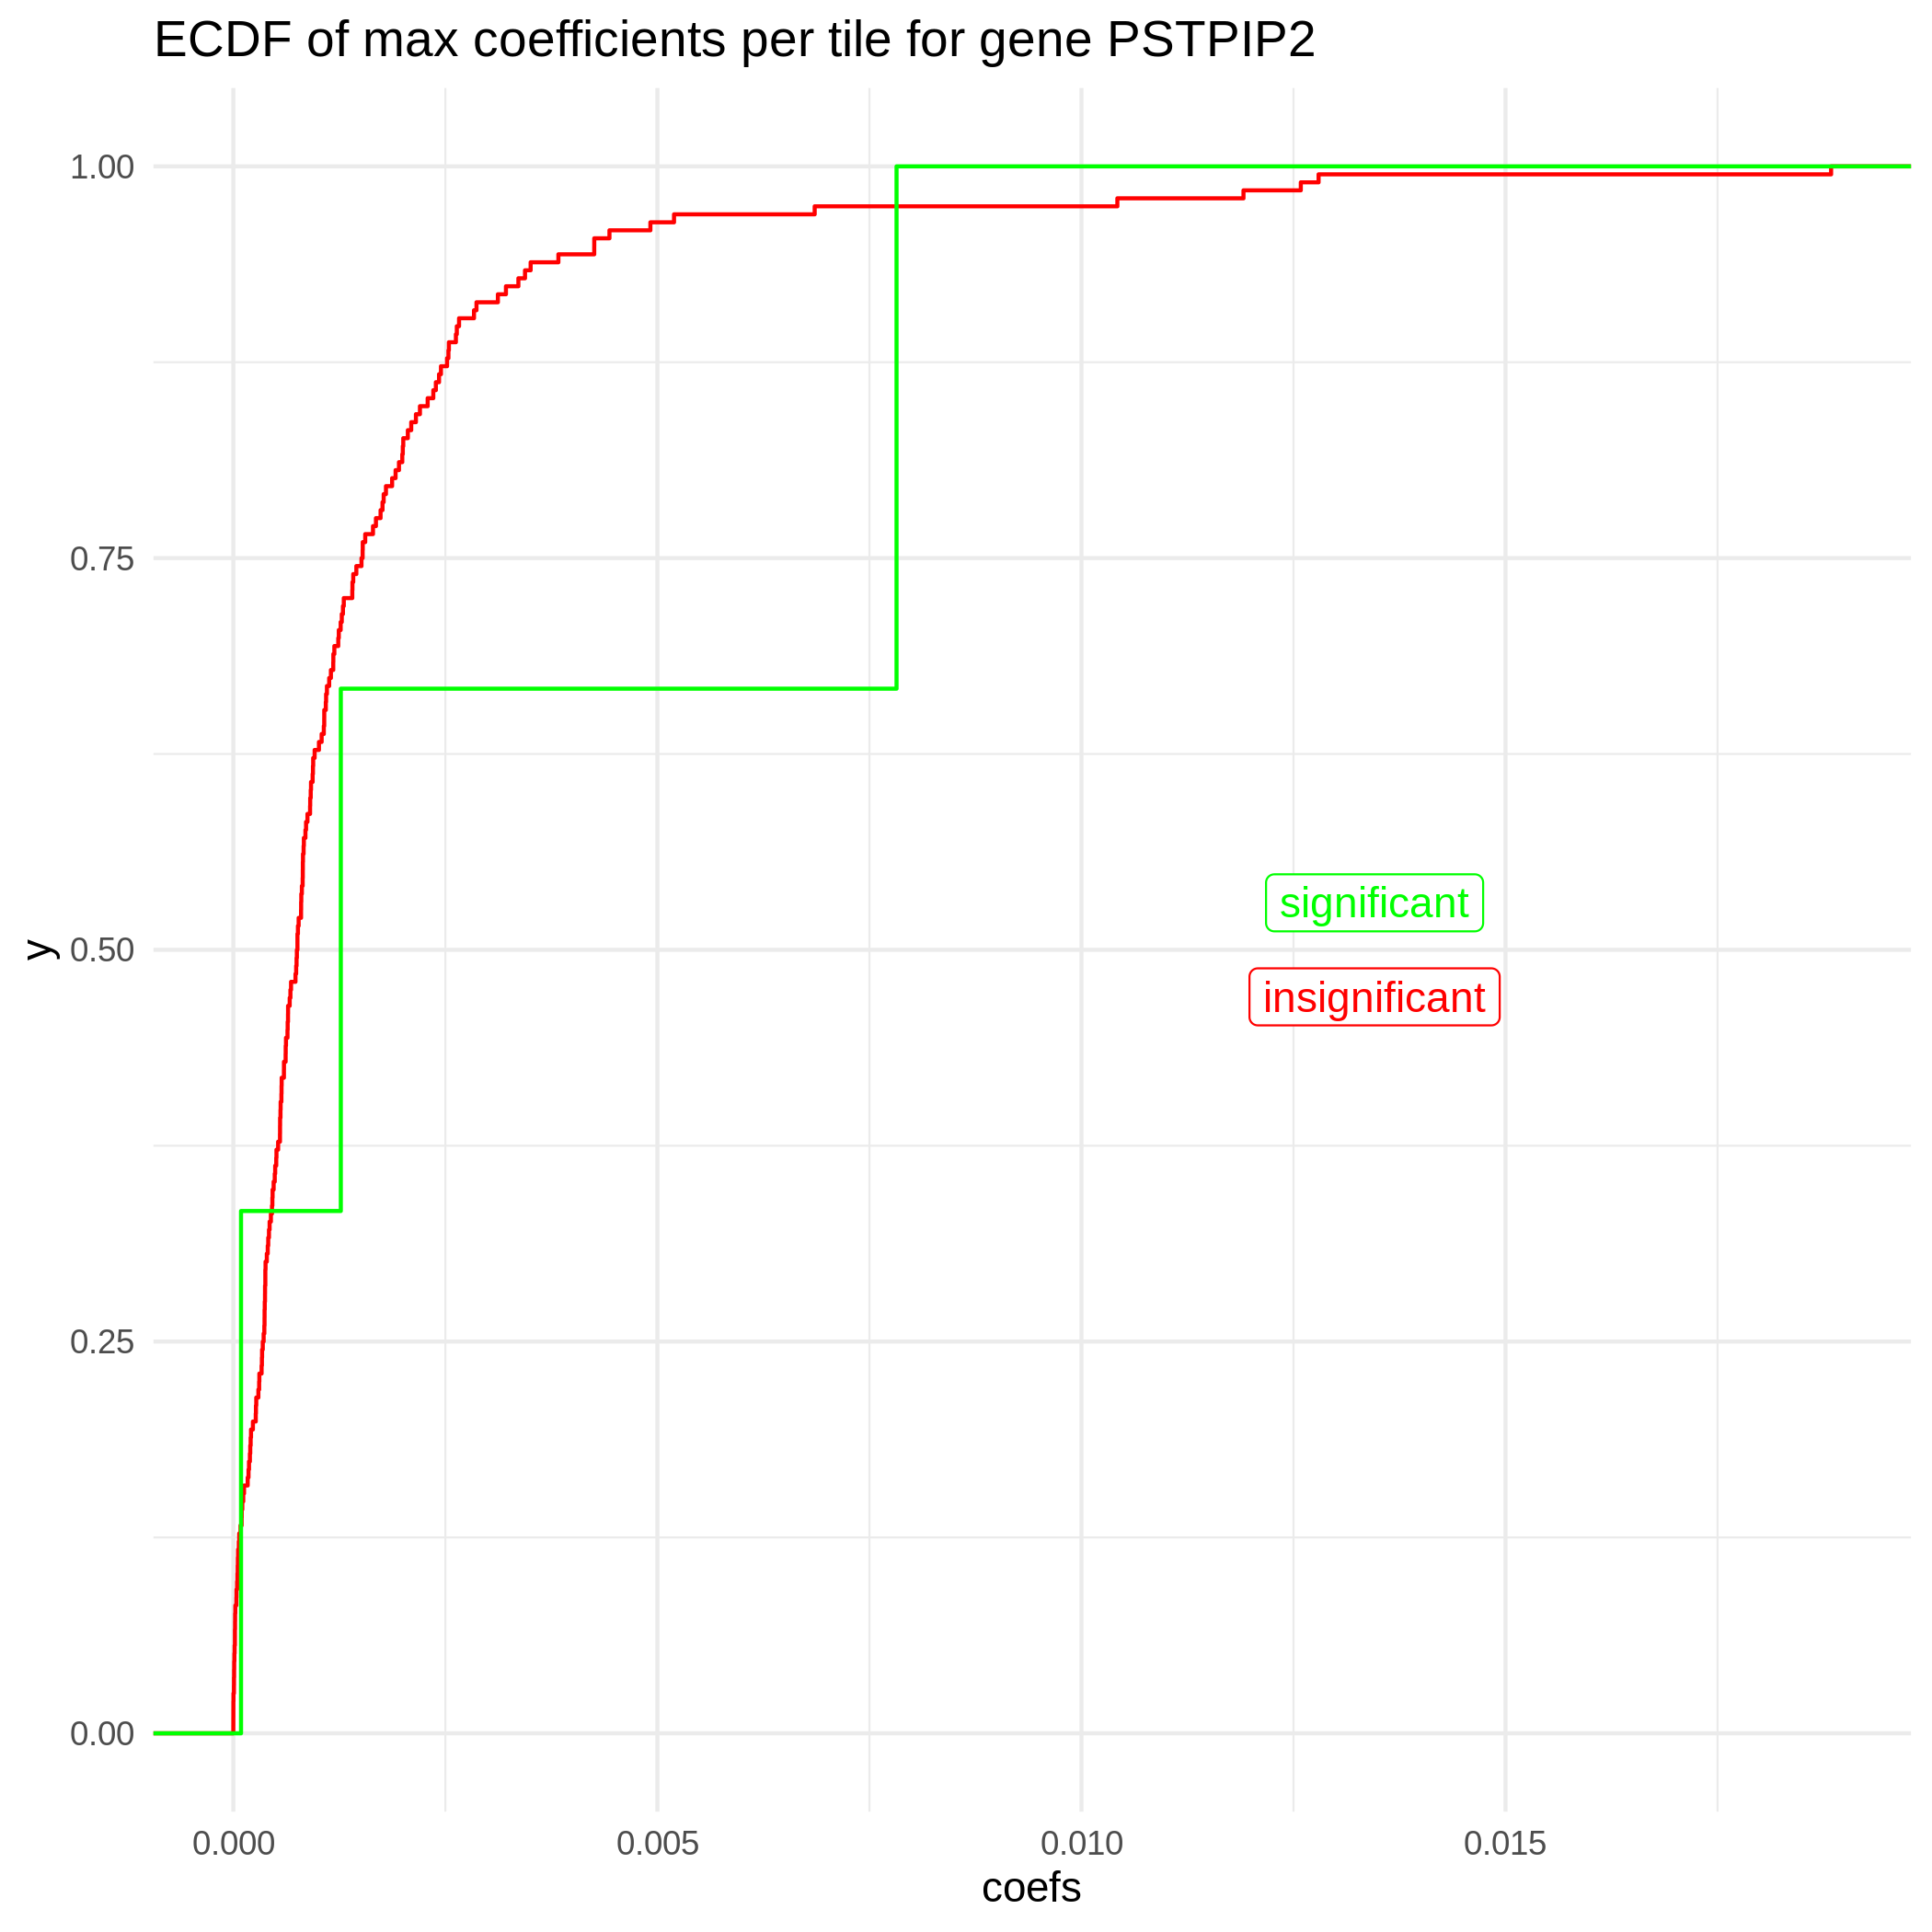 ECDF of max coefficients per tile for gene PSTPIP2
1.00
0.75
y
0.50
0.25
0.00
significant
insignificant
0.000 0.005 0.010 0.015
coefs